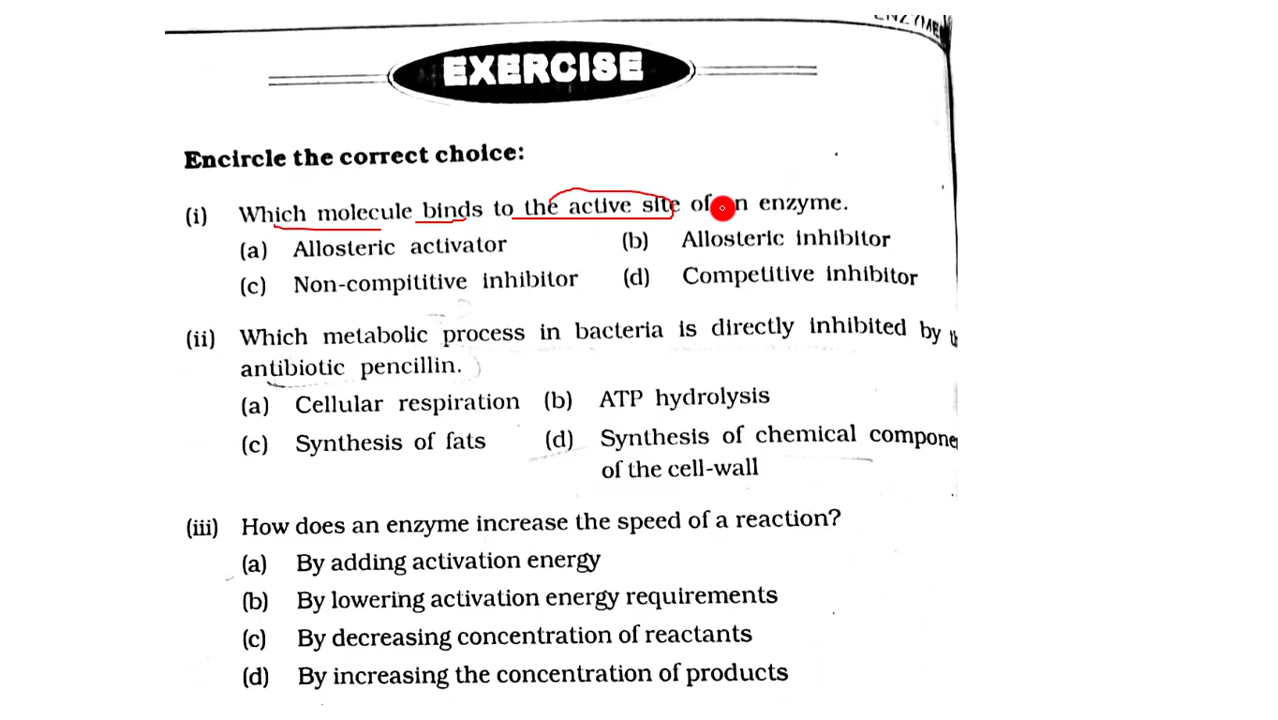 EXERCISE
Encircle the correct choice:
(i) Which molecule binds to the active site of an enzyme.
(a) Allosteric activator (b) Allosteric inhibitor
(c) Non-compititive inhibitor (d) Competitive inhibitor
(ii) Which metabolic process in bacteria is directly inhibited by
antibiotic pencillin.
(a) Cellular respiration (b) ATP hydrolysis
(c) Synthesis of fats (d) Synthesis of chemical
of the cell-wall
(iii) How does an enzyme increase the speed of a reaction?
(a) By adding activation energy
(b) By lowering activation energy requirements
(c) By decreasing concentration of reactants
(d) By increasing the concentration of products